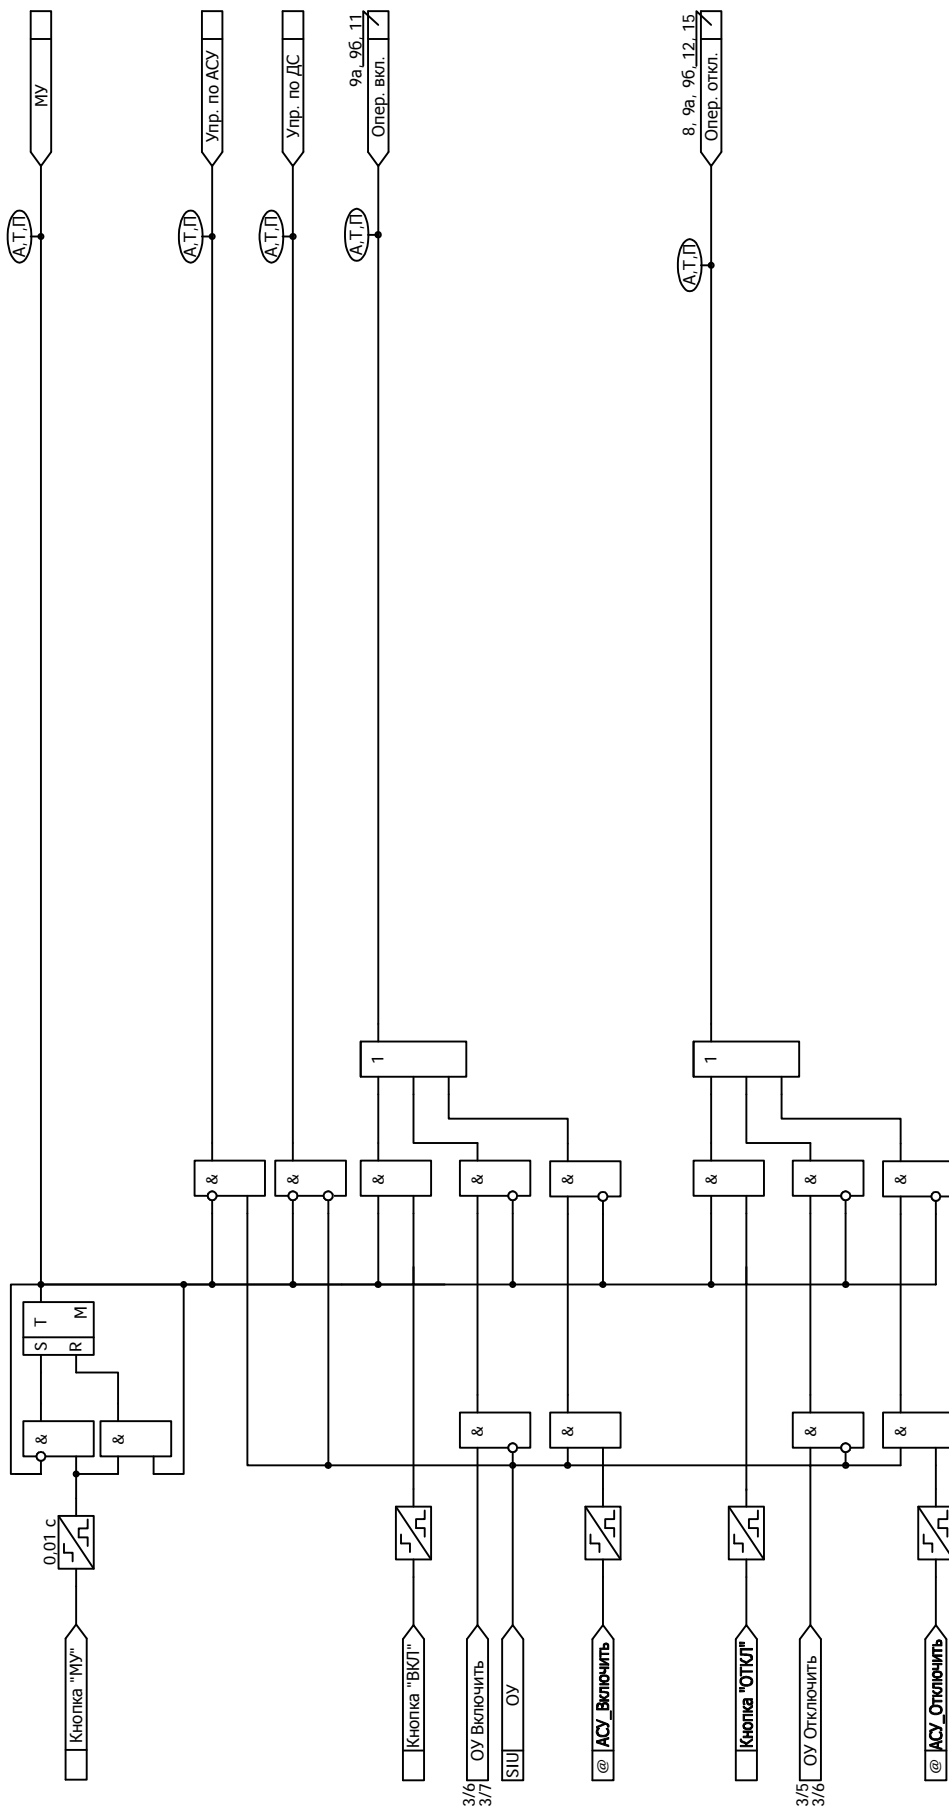 МУ
А,Т,П
Упр. по АСУ
А,Т,П
Упр. по ДС
А,Т,П
9а, 9б, 11
Опер. вкл.
А,Т,П
8, 9а, 9б, 12, 15
Опер. откл.
А,Т,П
1
1
&
&
&
&
&
&
&
&
S T
R M
&
&
&
&
&
&
0,01 с
Кнопка "МУ"
Кнопка "ВКЛ"
3/6
3/7
ОУ Включить
SIU ОУ
@ АСУ_Включить
Кнопка "ОТКЛ"
3/5
3/6
ОУ Отключить
@ АСУ_Отключить